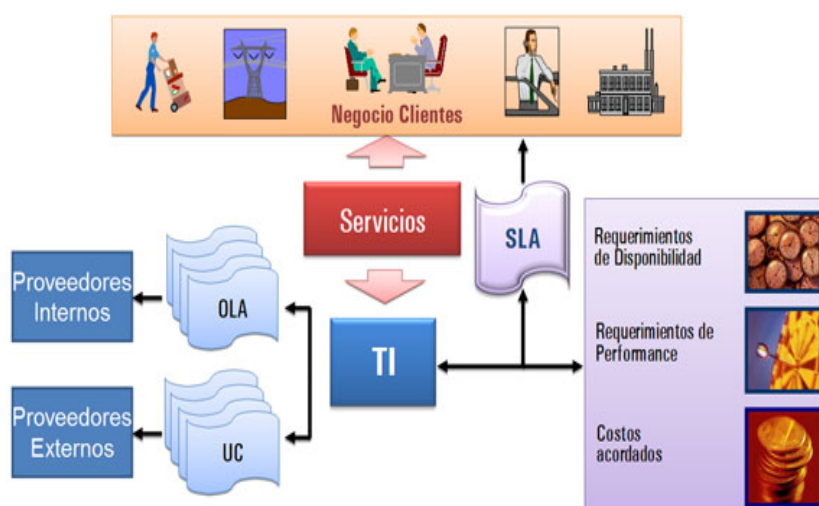 Negocio Clientes
Servicios
SLA
Requerimientos
de Disponibilidad
Proveedores
Internos
OLA
TI
Requerimientos de
Performance
Proveedores
Externos
UC
Costos
acordados